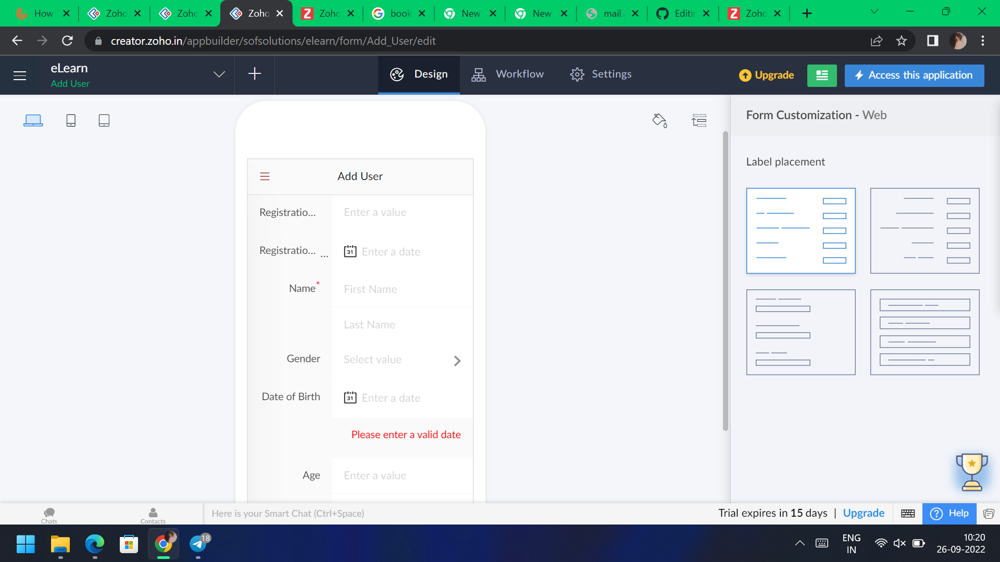 How
Zoho
Zoho
Zoho
Zoho
book
New
New
mail.
Editin
Zoho
creator.zoho.in/appbuilder/sofsolutions/elearn/form/Add_User/edit
eLearn
Add User
Design
Workflow
Settings
Upgrade
Access this application
Form Customization - Web
Label placement
Add User
Registratio...
Enter a value
Registratio... ...
31
Enter a date
Name*
First Name
Last Name
Gender
Select value
Date of Birth
31
Enter a date
Please enter a valid date
Age
Enter a value
Chats
Contacts
Here is your Smart Chat (Ctrl+Space)
Trial expires in 15 days | Upgrade
Help
18
ENG
IN
10:20
26-09-2022